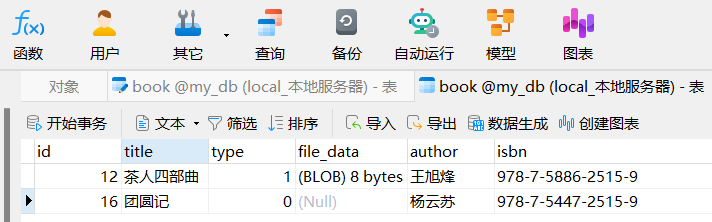 函数 用户 其它 查询 备份 自动运行 模型 图表
对象 book @my_db (local_本地服务器) - 表 book @my_db (local_本地服务器) - 表
开始事务 文本 筛选 排序 导入 导出 数据生成 创建图表
id title type file_data author isbn
12 茶人四部曲 1 (BLOB) 8 bytes 王旭烽 978-7-5886-2515-9
16 团圆记 0 (Null) 杨云苏 978-7-5447-2515-9